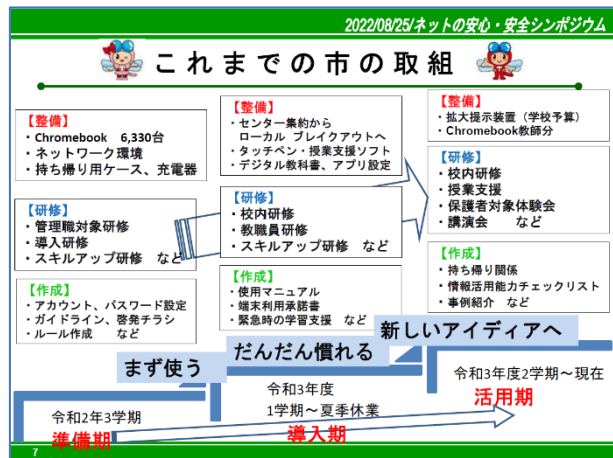 2022/08/25/ネットの安心・安全シンポジウム
これまでの市の取組
【整備】
・Chromebook　6,330台
・ネットワーク環境
・持ち帰り用ケース、充電器
【研修】
・管理職対象研修
・導入研修
・スキルアップ研修　など
【作成】
・アカウント、パスワード設定
・ガイドライン、啓発チラシ
・ルール作成　　など
【整備】
・センター集約から
ローカル ブレイクアウトへ
・タッチペン・授業支援ソフト
・デジタル教科書、アプリ設定
【研修】
・校内研修
・教職員研修
・スキルアップ研修　など
【作成】
・使用マニュアル
・端末利用承諾書
・緊急時の学習支援　など
【整備】
・拡大提示装置（学校予算）
・Chromebook教師分
【研修】
・校内研修
・授業支援
・保護者対象体験会
・講演会　　など
【作成】
・持ち帰り関係
・情報活用能力チェックリスト
・事例紹介　など
まず使う
だんだん慣れる
新しいアイディアへ
令和2年3学期
準備期
令和3年度
1学期～夏季休業
導入期
令和3年度2学期～現在
活用期
7